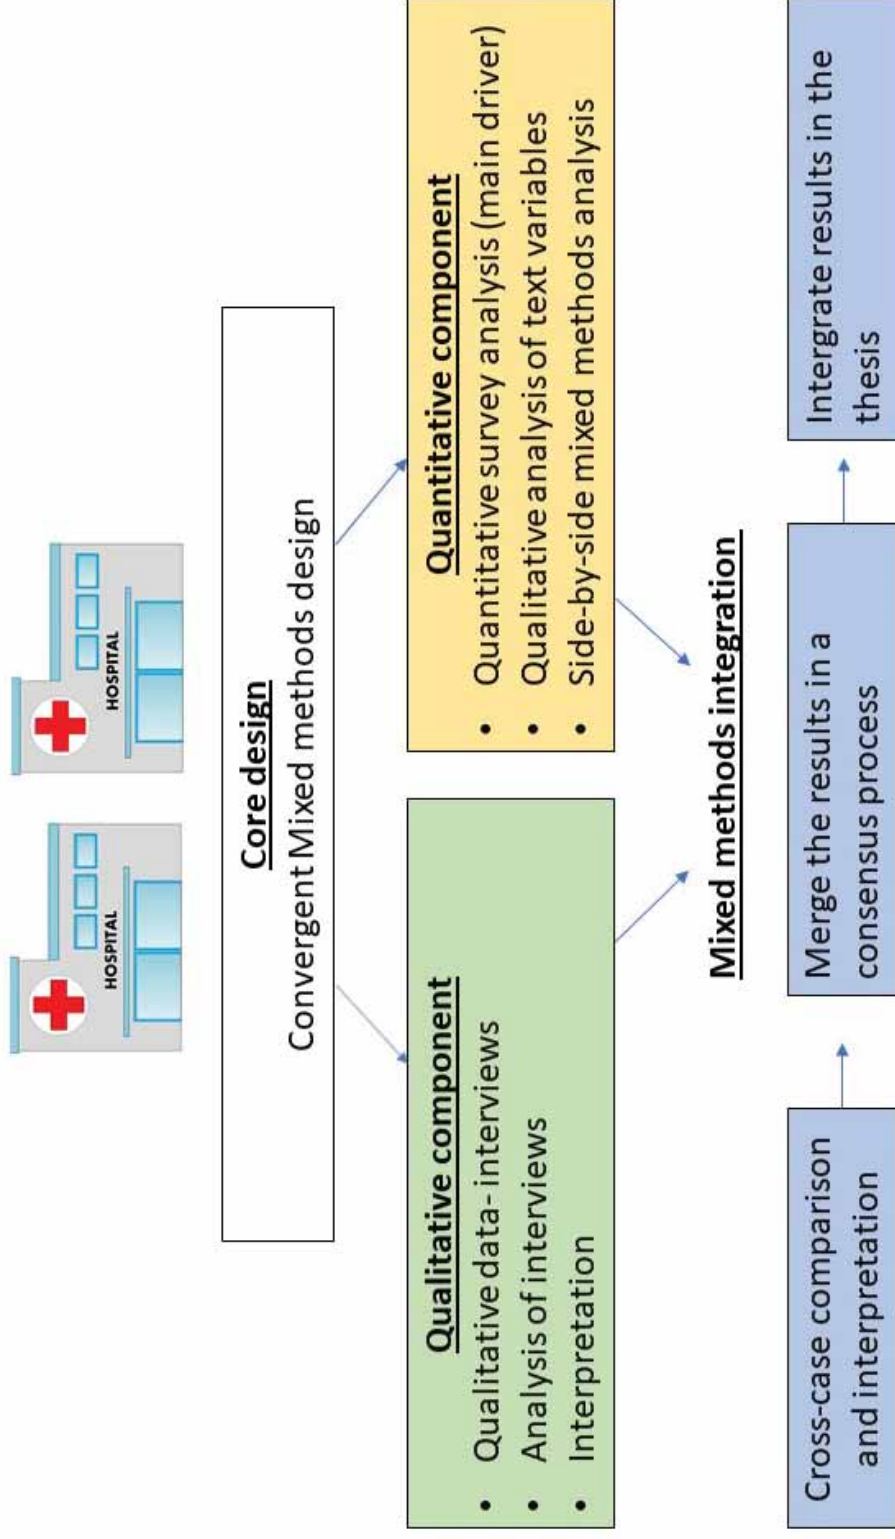 HOSPITAL
HOSPITAL
Core design
Convergent Mixed methods design
Qualitative component
• Qualitative data- interviews
• Analysis of interviews
• Interpretation
Quantitative component
• Quantitative survey analysis (main driver)
• Qualitative analysis of text variables
• Side-by-side mixed methods analysis
Mixed methods integration
Cross-case comparison
and interpretation
Merge the results in a
consensus process
Intergrate results in the
thesis